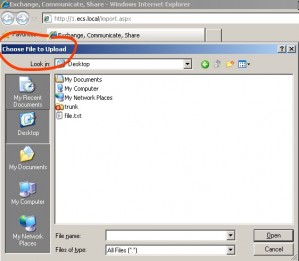 Exchange, Communicate, Share - Windows Internet Explorer
.ecs.local/import.aspx
Favorites
Exchange, Communicate, Share
Choose File to Upload
Look in:
Desktop
My Recent
Documents
Desktop
My Documents
My Computer
My Network
Places
My Documents
My Computer
My Network Places
trunk
file.txt
File name:
Open
Files of type:
All Files (*.*)
Cancel